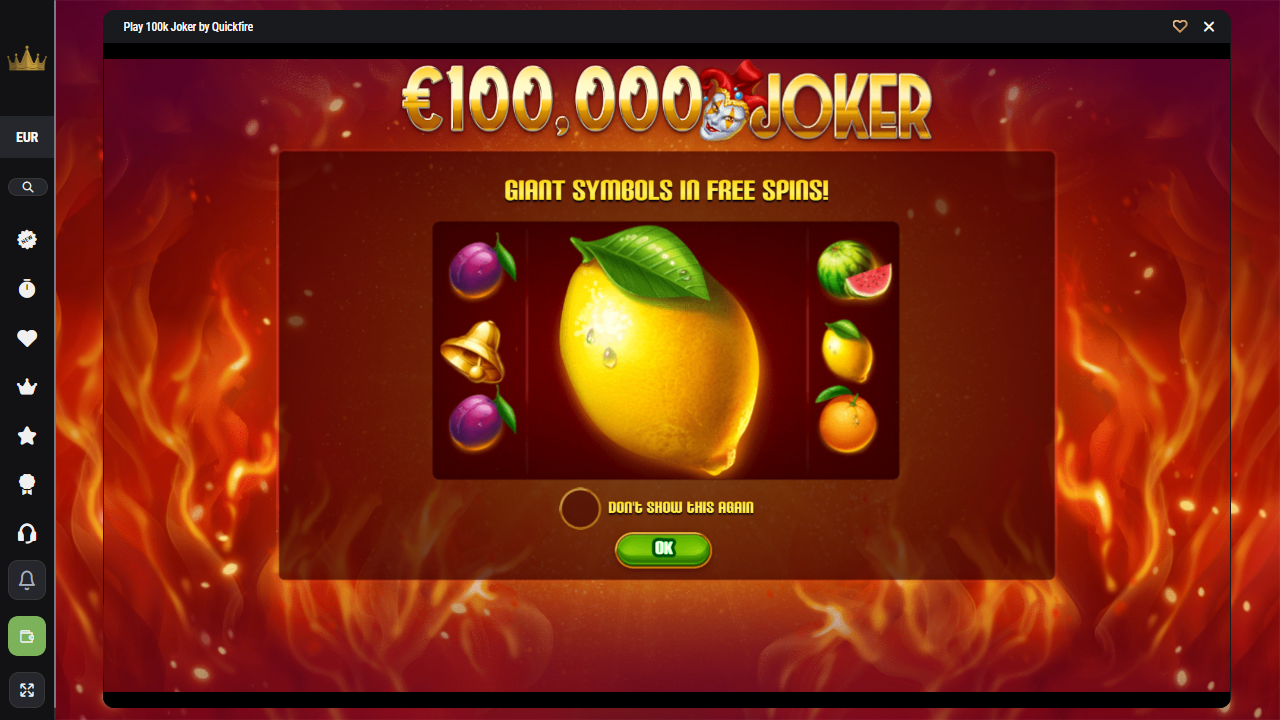 Play 100k Joker by Quickfire
€100,000 JOKER
EUR
NEW
GIANT SYMBOLS IN FREE SPINS!
DON'T SHOW THIS AGAIN
OK